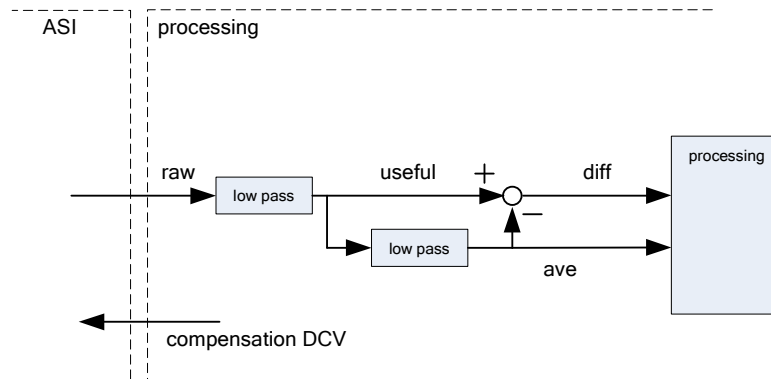 ASI
processing
processing
raw
useful
+
diff
low pass
−
low pass
ave
compensation DCV